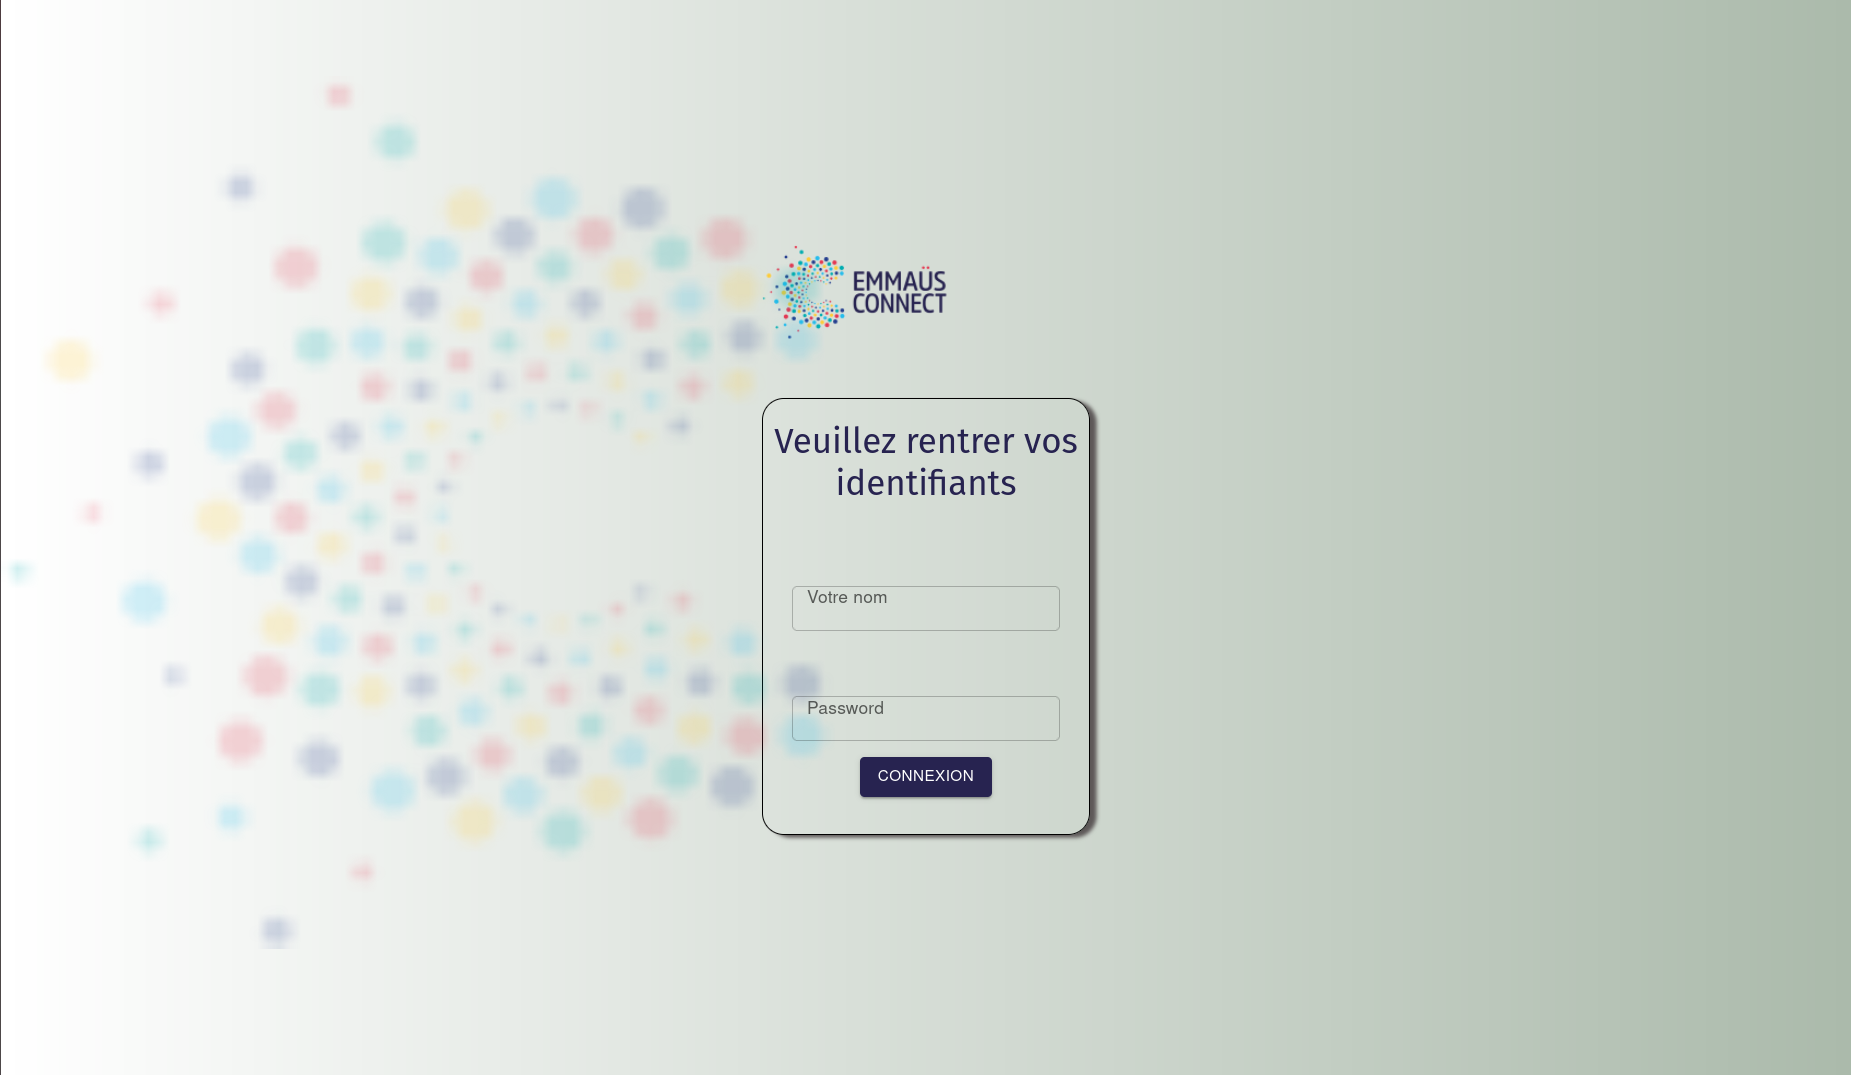 EMMAÜS
CONNECT
Veuillez rentrer vos
identifiants
Votre nom
Password
CONNEXION